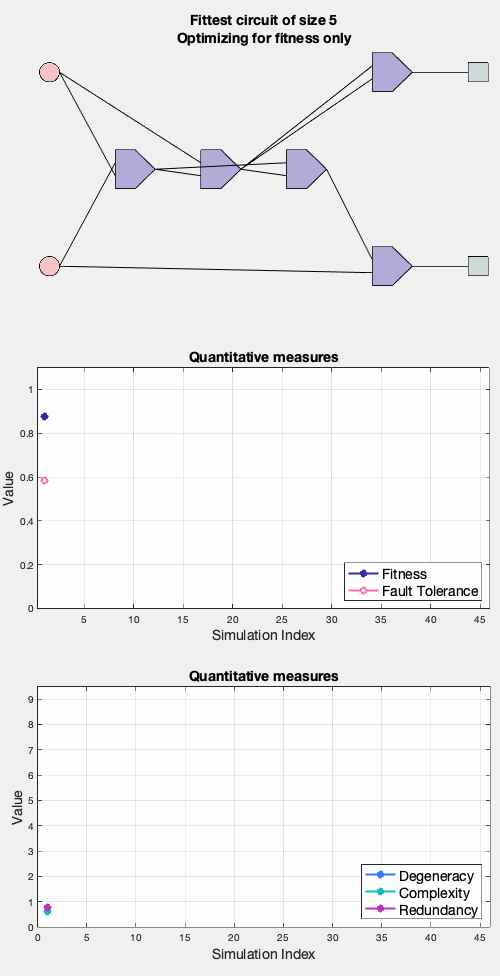 Fittest circuit of size 5
Optimizing for fitness only
Quantitative measures
1
0.8
0.6
0.4
0.2
0
Value
5
10
15
20
25
30
35
40
45
Simulation Index
Fitness
Fault Tolerance
Quantitative measures
9
8
7
6
5
4
3
2
1
0
Value
0
5
10
15
20
25
30
35
40
45
Simulation Index
Degeneracy
Complexity
Redundancy